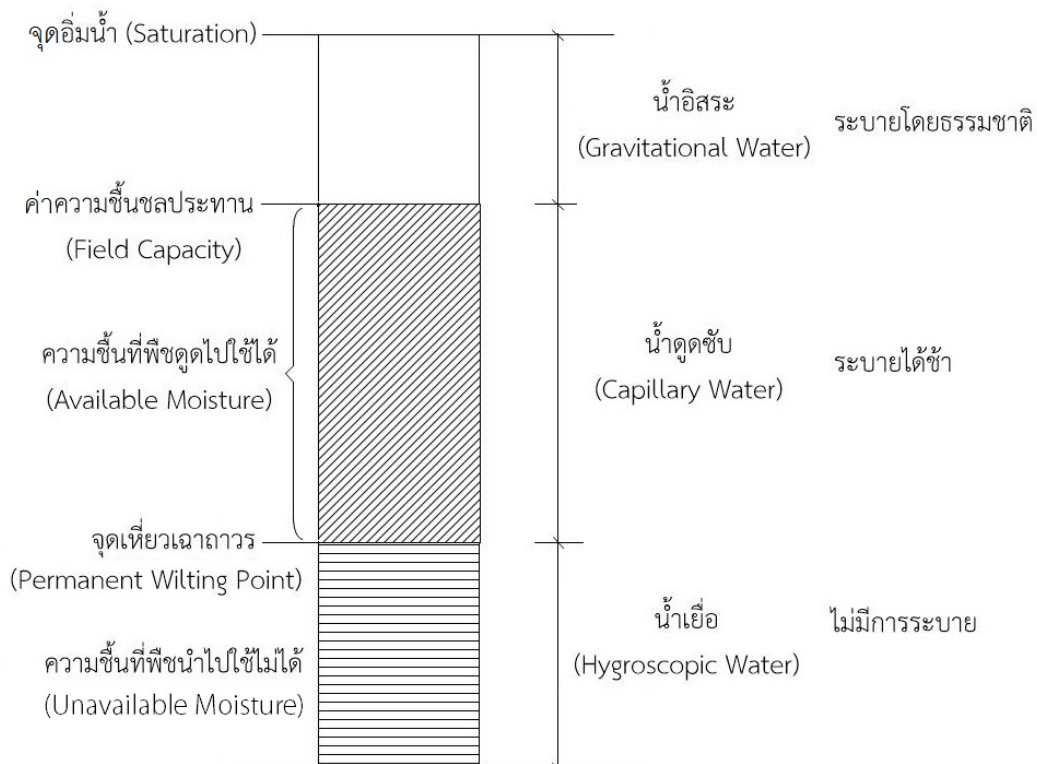 จุดอิ่มน้ำ (Saturation)
น้ำอิสระ
(Gravitational Water)
ระบายโดยธรรมชาติ
ค่าความชื้นชลประทาน
(Field Capacity)
ความชื้นที่พืชดูดไปใช้ได้
(Available Moisture)
น้ำดูดซับ
(Capillary Water)
ระบายได้ช้า
จุดเหี่ยวเฉาถาวร
(Permanent Wilting Point)
น้ำเยื่อ
(Hygroscopic Water)
ไม่มีการระบาย
ความชื้นที่พืชนำไปใช้ไม่ได้
(Unavailable Moisture)